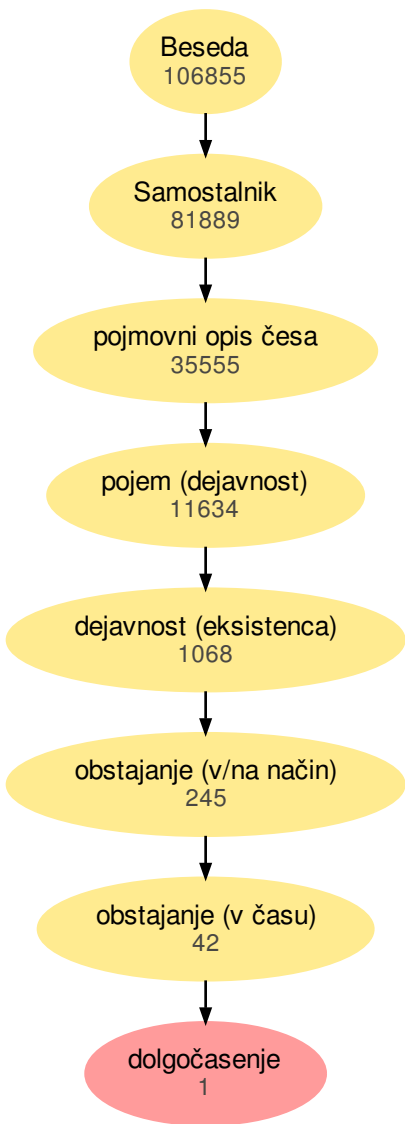 Beseda
106855
Samostalnik
81889
pojmovni opis česa
35555
pojem (dejavnost)
11634
dejavnost (eksistenca)
1068
obstajanje (v/na način)
245
obstajanje (v času)
42
dolgočasenje
1